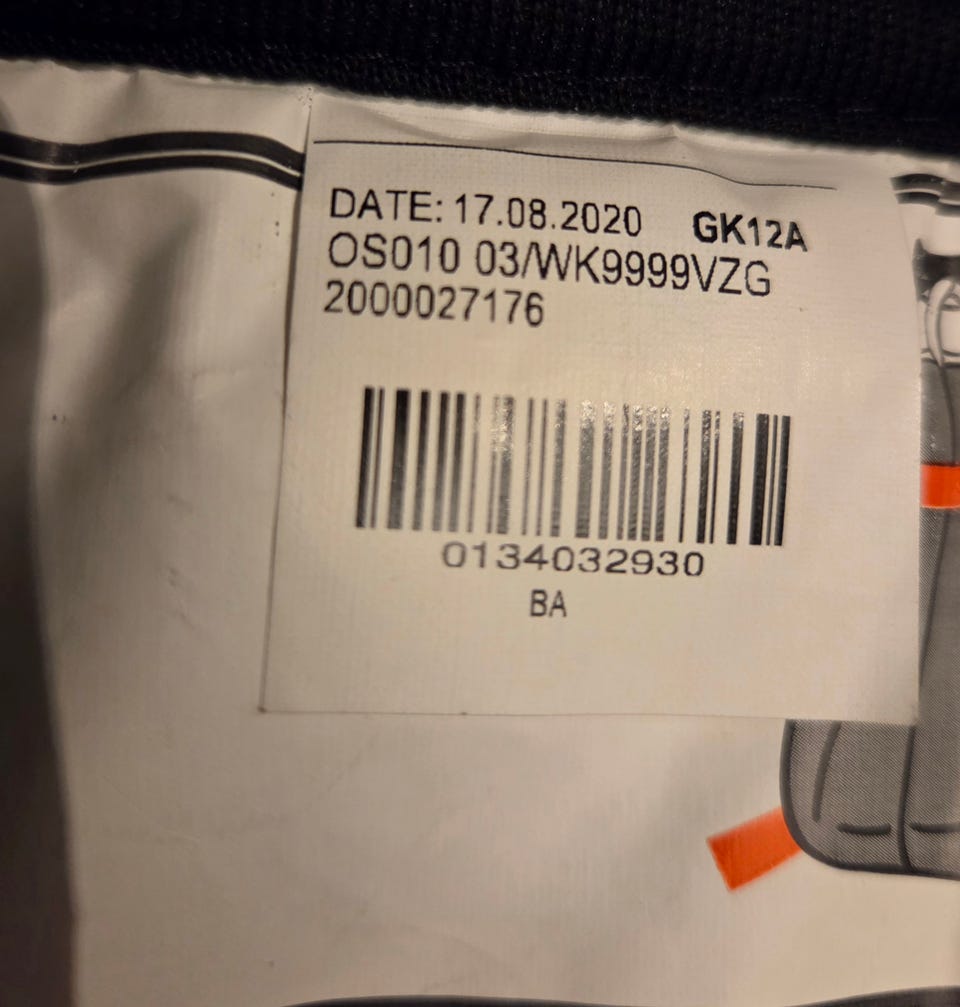 DATE: 17.08.2020 GK12A
OS010 03/WK9999VZG
2000027176
0134032930
BA